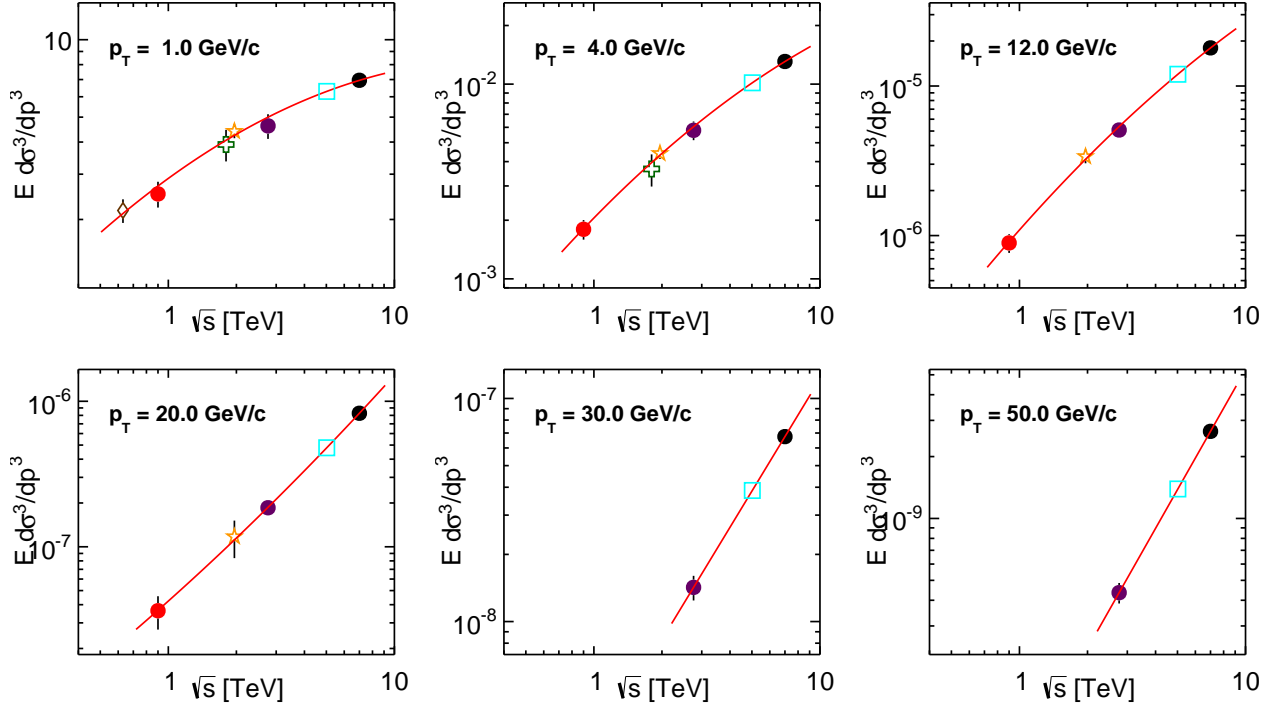 E dσ³/dp³
10
p_T = 1.0 GeV/c
1
10
√s [TeV]
E dσ³/dp³
10⁻²
10⁻³
p_T = 4.0 GeV/c
1
10
√s [TeV]
E dσ³/dp³
10⁻⁵
10⁻⁶
p_T = 12.0 GeV/c
1
10
√s [TeV]
E dσ³/dp³
10⁻⁶
10⁻⁷
p_T = 20.0 GeV/c
1
10
√s [TeV]
E dσ³/dp³
10⁻⁷
10⁻⁸
p_T = 30.0 GeV/c
1
10
√s [TeV]
E dσ³/dp³
10⁻⁹
p_T = 50.0 GeV/c
1
10
√s [TeV]